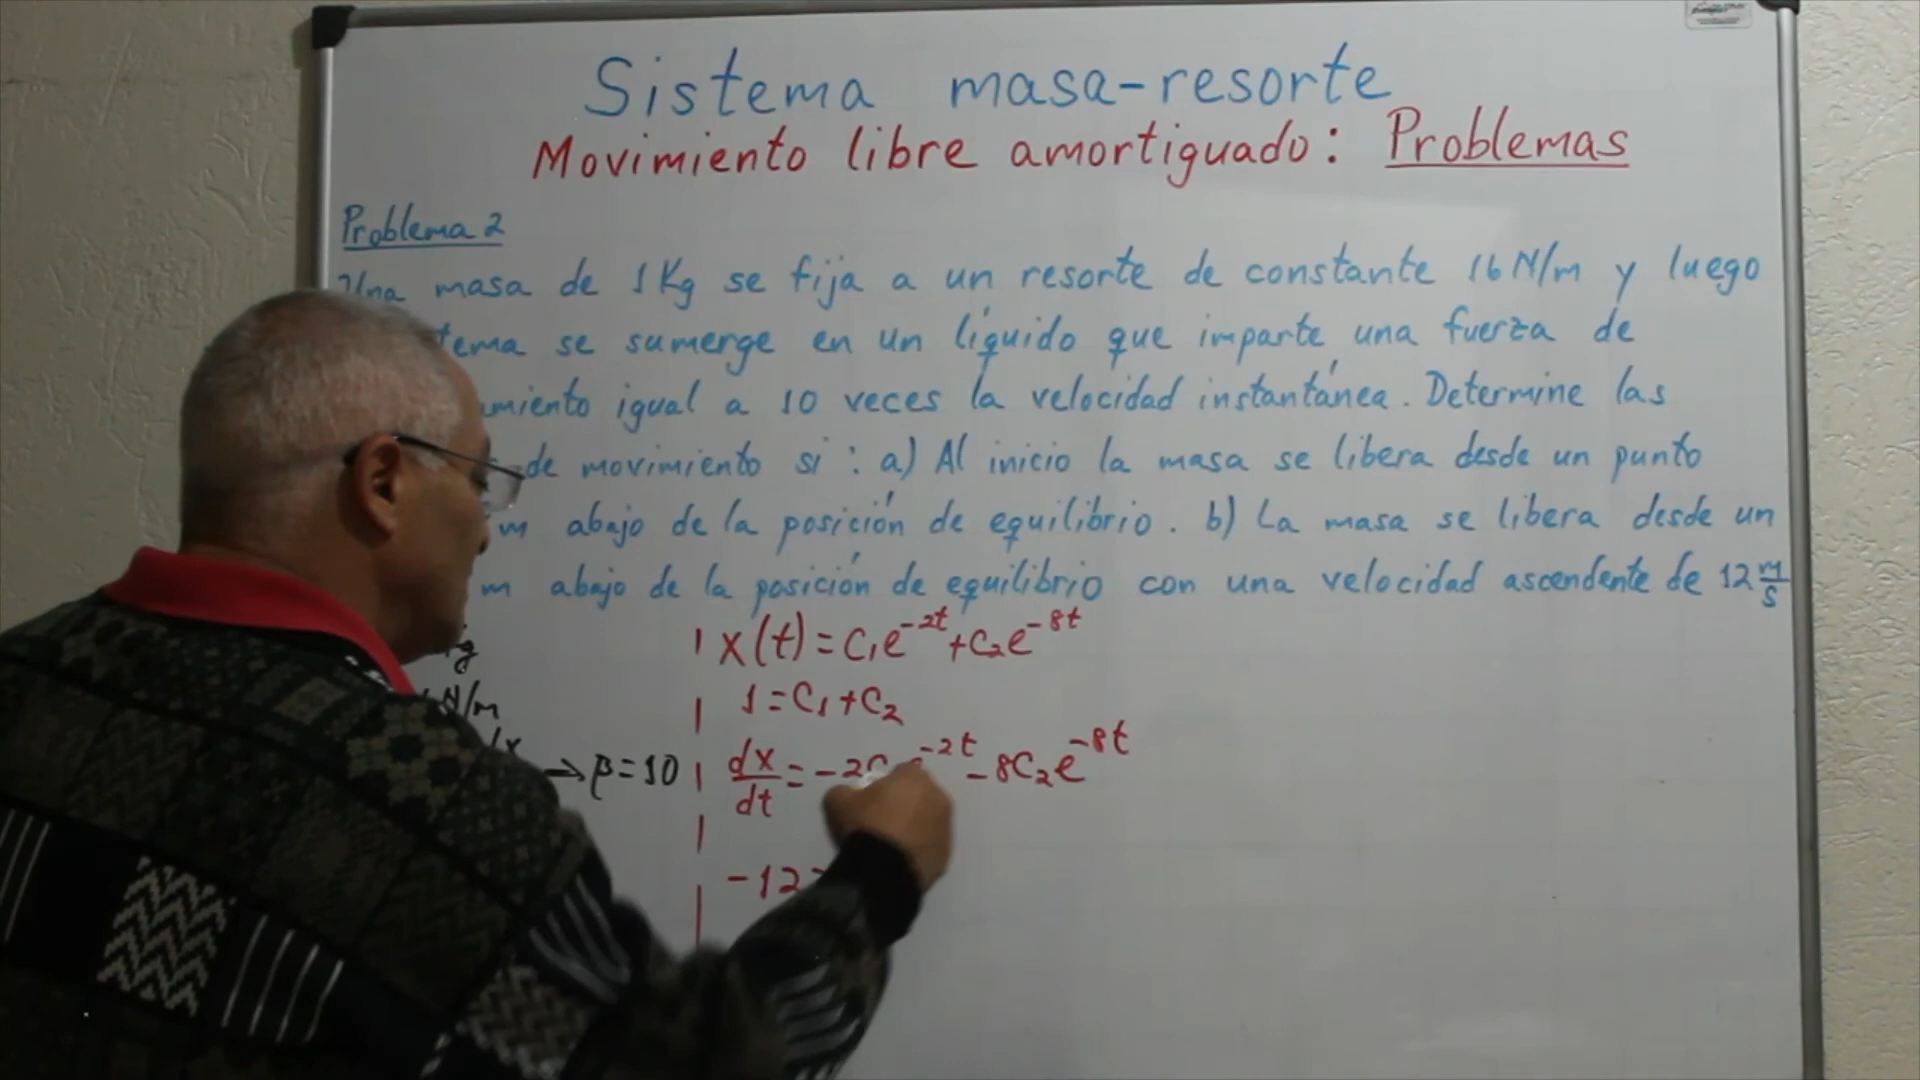 Sistema masa-resorte
Movimiento libre amortiguado: Problemas
Problema 2
Una masa de 1Kg se fija a un resorte de constante 16 N/m y luego
tema se sumerge en un líquido que imparte una fuerza de
miento igual a 10 veces la velocidad instantánea. Determine las
de movimiento si: a) Al inicio la masa se libera desde un punto
m abajo de la posición de equilibrio. b) La masa se libera desde un
m abajo de la posición de equilibrio con una velocidad ascendente de 12 m/s
g
N/m
→ β=10
x(t)=C₁e^-2t+C₂e^-8t
1=C₁+C₂
dx/dt=-2C e^-2t-8C₂e^-8t
-12=